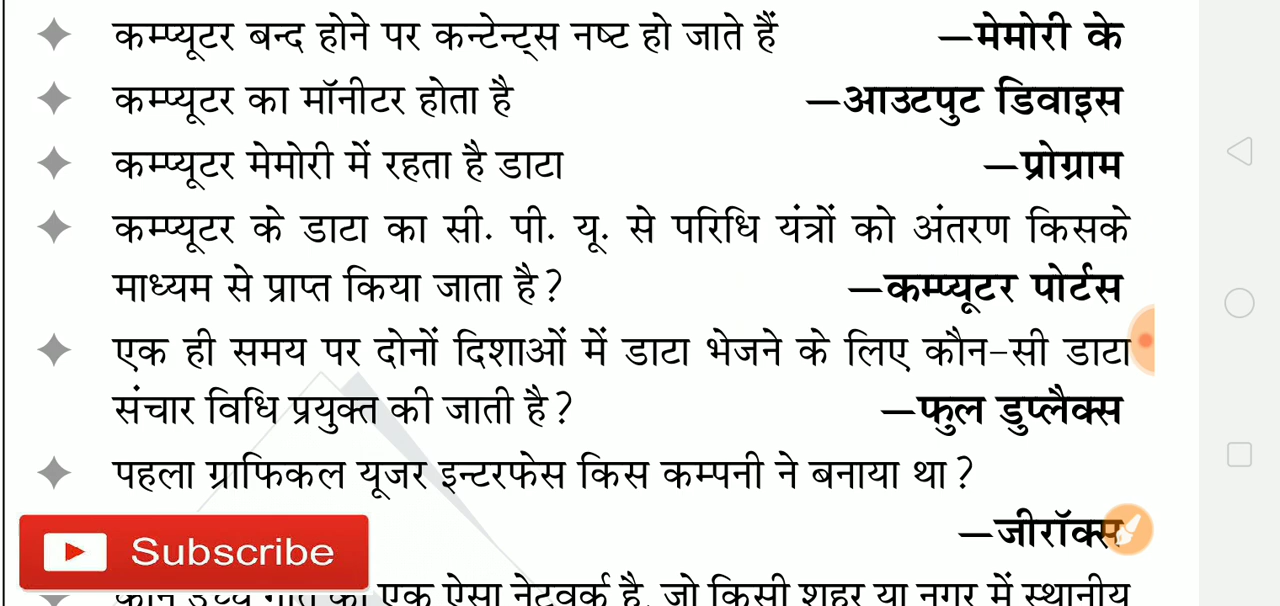 कम्प्यूटर बन्द होने पर कन्टेन्ट्स नष्ट हो जाते हैं —मेमोरी के
कम्प्यूटर का मॉनीटर होता है —आउटपुट डिवाइस
कम्प्यूटर मेमोरी में रहता है डाटा —प्रोग्राम
कम्प्यूटर के डाटा का सी. पी. यू. से परिधि यंत्रों को अंतरण किसके
माध्यम से प्राप्त किया जाता है? —कम्प्यूटर पोर्टस
एक ही समय पर दोनों दिशाओं में डाटा भेजने के लिए कौन-सी डाटा
संचार विधि प्रयुक्त की जाती है? —फुल डुप्लैक्स
पहला ग्राफिकल यूजर इन्टरफेस किस कम्पनी ने बनाया था?
—जीरॉक्स
Subscribe
एक ऐसा नेटवर्क है, जो किसी शहर या नगर में स्थानीय